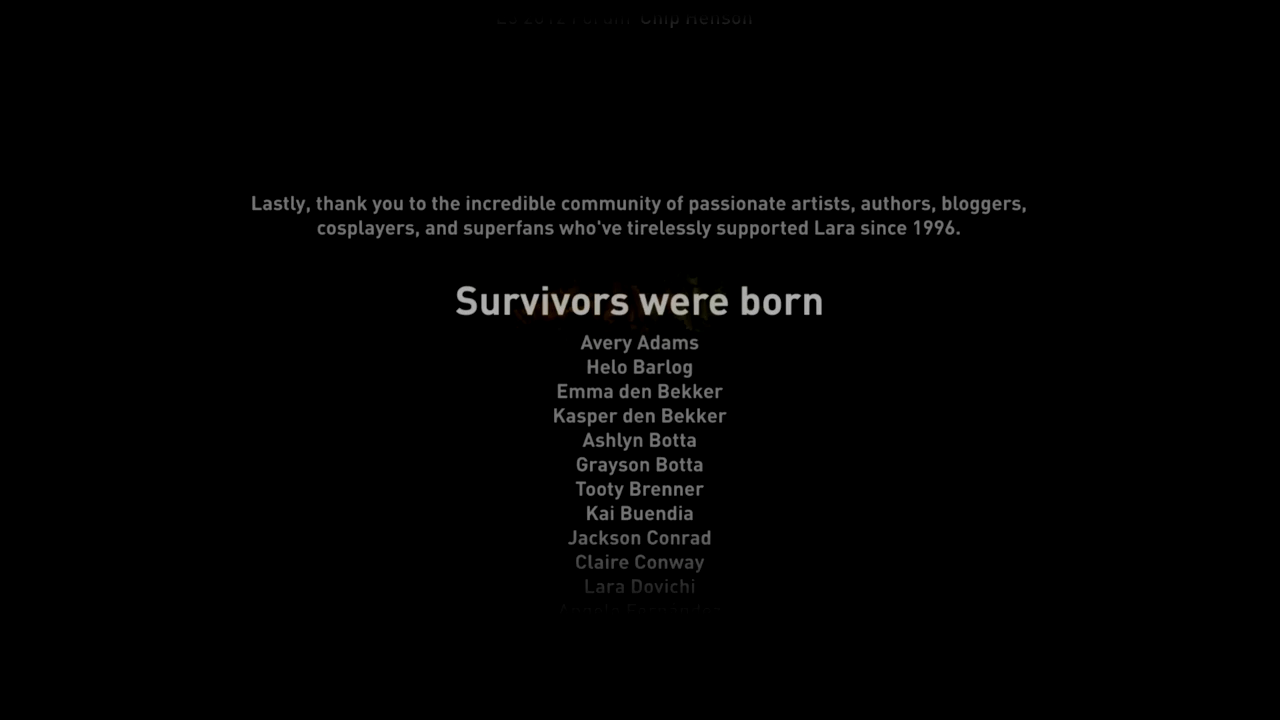 Chip Henson
Lastly, thank you to the incredible community of passionate artists, authors, bloggers,
cosplayers, and superfans who've tirelessly supported Lara since 1996.
Survivors were born
Avery Adams
Helo Barlog
Emma den Bekker
Kasper den Bekker
Ashlyn Botta
Grayson Botta
Tooty Brenner
Kai Buendia
Jackson Conrad
Claire Conway
Lara Dovichi